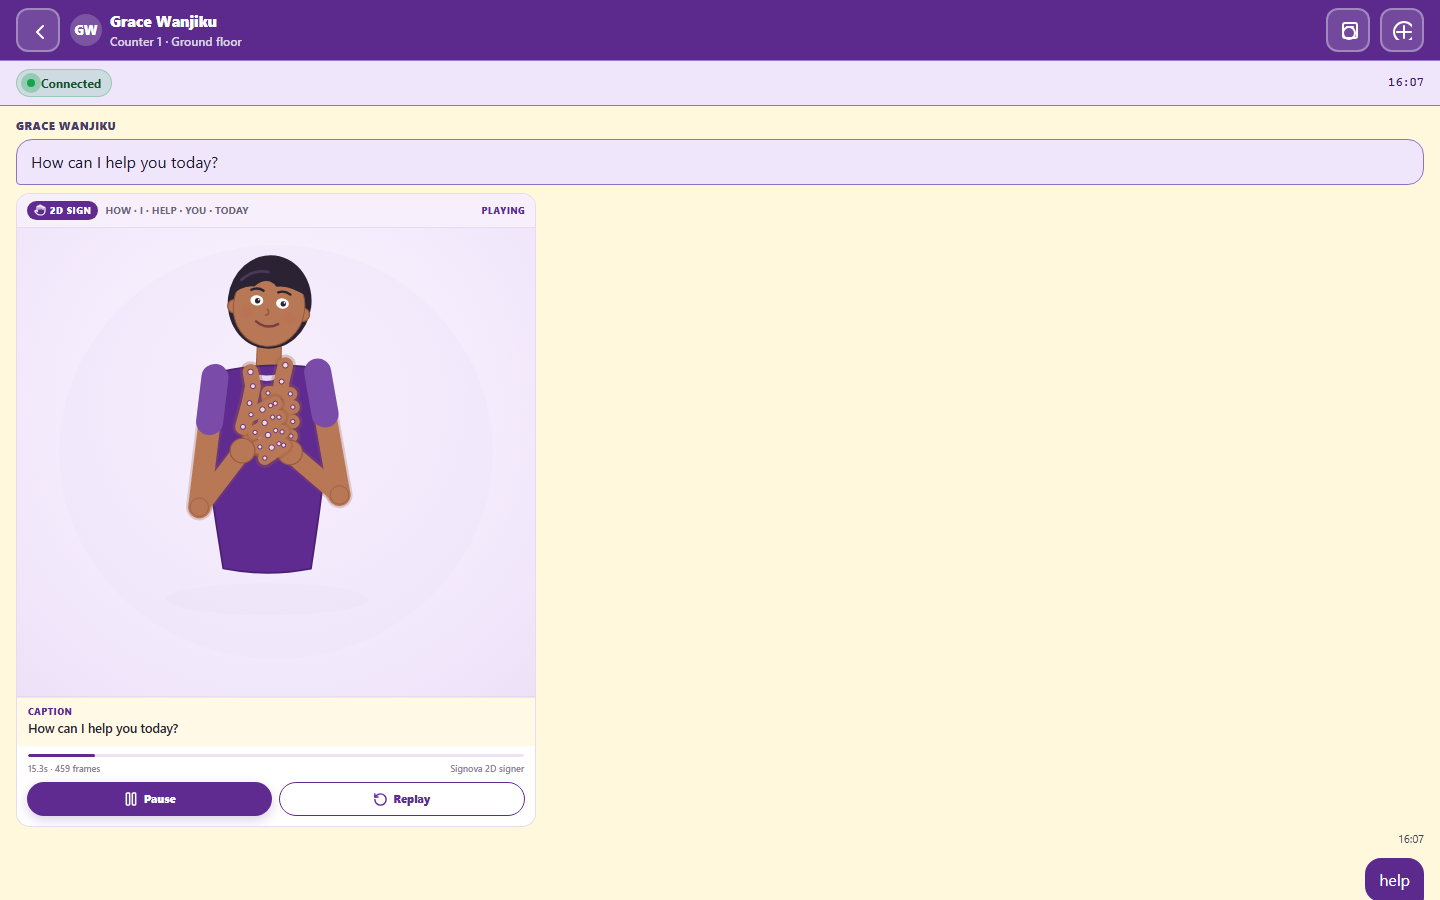 GW
Grace Wanjiku
Counter 1 · Ground floor
Connected
16:07
GRACE WANJIKU
How can I help you today?
2D SIGN
HOW · I · HELP · YOU · TODAY
PLAYING
CAPTION
How can I help you today?
15.3s · 459 frames
Signova 2D signer
Pause
Replay
16:07
help